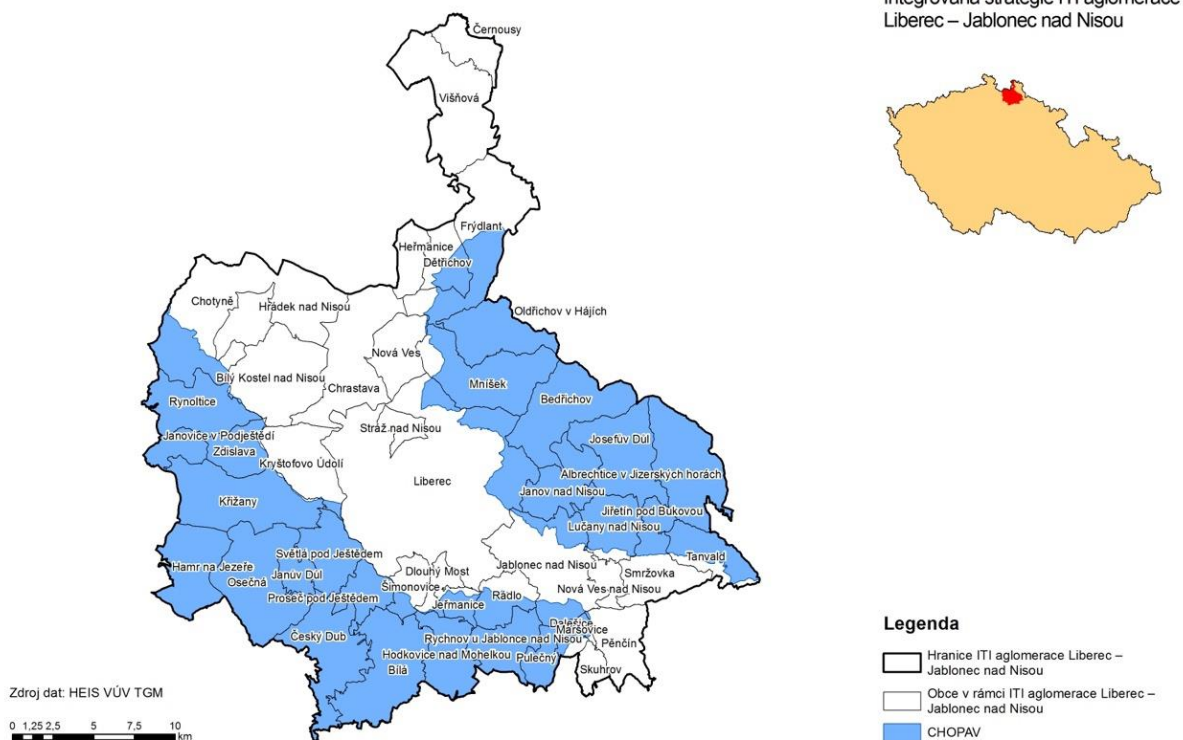 Integrovaná strategie ITI aglomerace
Liberec – Jablonec nad Nisou
Černousy
Višňová
Frýdlant
Heřmanice
Dětřichov
Chotyně
Hrádek nad Nisou
Oldřichov v Hájích
Nová Ves
Bílý Kostel nad Nisou
Chrastava
Mníšek
Bedřichov
Rynoltice
Stráž nad Nisou
Josefův Důl
Janovice v Podještědí
Zdislava
Kryštofovo Údolí
Liberec
Albrechtice v Jizerských horách
Janov nad Nisou
Křižany
Jiřetín pod Bukovou
Lučany nad Nisou
Světlá pod Ještědem
Tanvald
Hamr na Jezeře
Osečná
Janův Důl
Dlouhý Most
Jablonec nad Nisou
Smržovka
Šimonovice
Nová Ves nad Nisou
Proseč pod Ještědem
Jeřmanice
Rádlo
Dalešice
Maršovice
Český Dub
Rychnov u Jablonce nad Nisou
Pěnčín
Hodkovice nad Mohelkou
Pulečný
Bílá
Skuhrov
Legenda
Hranice ITI aglomerace Liberec –
Jablonec nad Nisou
Obce v rámci ITI aglomerace Liberec –
Jablonec nad Nisou
CHOPAV
Zdroj dat: HEIS VÚV TGM
0 1,25 2,5 5 7,5 10
km